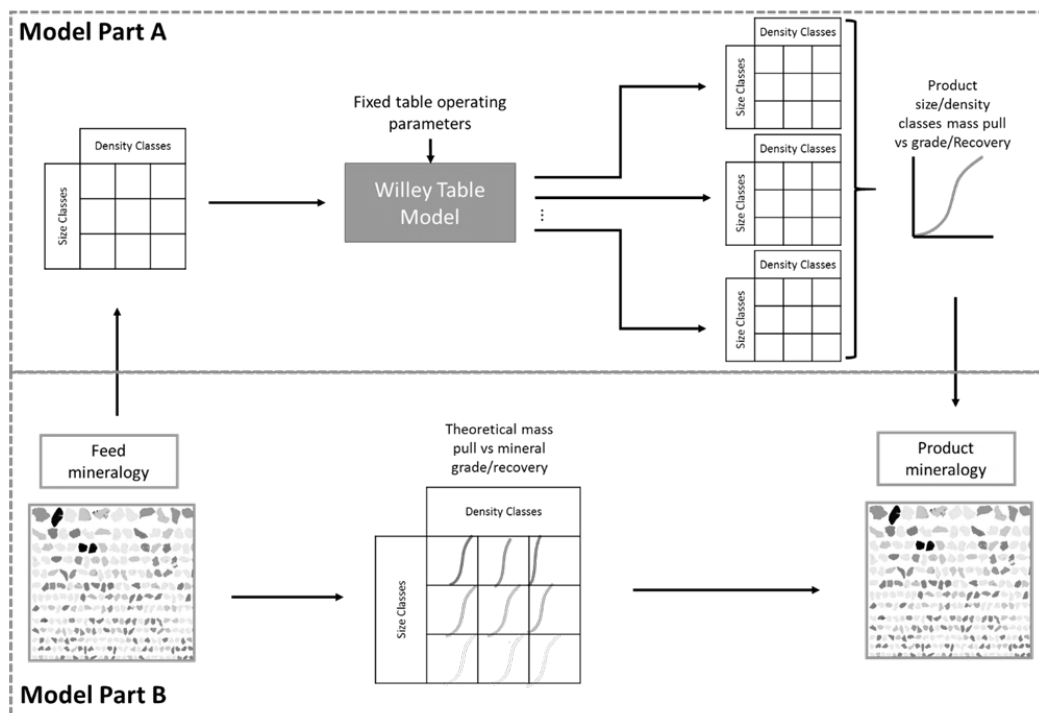 Model Part A
Density Classes
Size Classes
Fixed table operating
parameters
Willey Table
Model
...
Density Classes
Size Classes
Density Classes
Size Classes
Density Classes
Size Classes
Product
size/density
classes mass pull
vs grade/Recovery
Feed
mineralogy
Theoretical mass
pull vs mineral
grade/recovery
Density Classes
Size Classes
Product
mineralogy
Model Part B